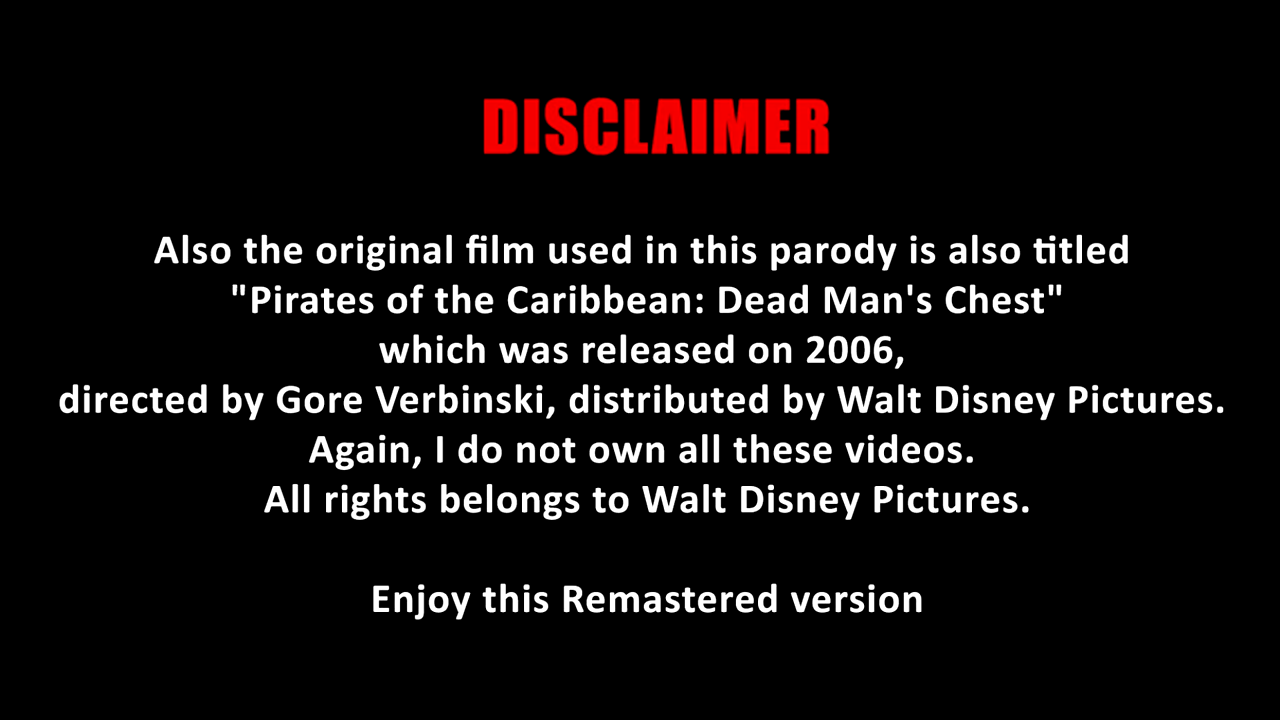 DISCLAIMER
Also the original film used in this parody is also titled
"Pirates of the Caribbean: Dead Man's Chest"
which was released on 2006,
directed by Gore Verbinski, distributed by Walt Disney Pictures.
Again, I do not own all these videos.
All rights belongs to Walt Disney Pictures.
Enjoy this Remastered version